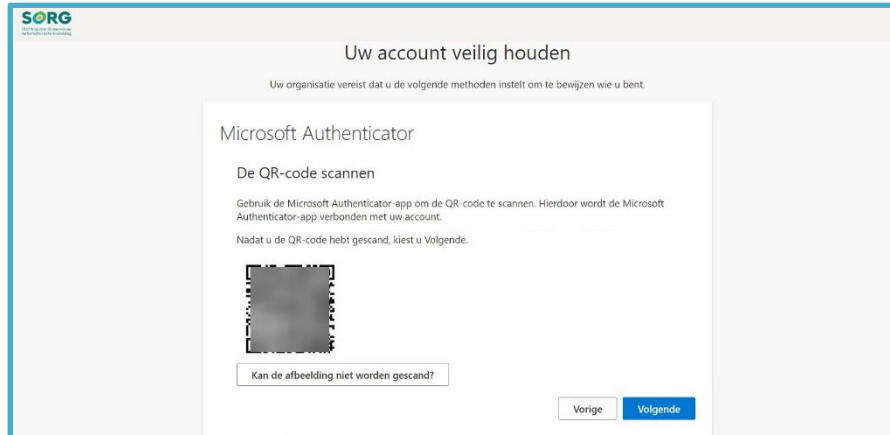 SORG
Uw account veilig houden
Uw organisatie vereist dat u de volgende methoden instelt om te bewijzen wie u bent.
Microsoft Authenticator
De QR-code scannen
Gebruik de Microsoft Authenticator-app om de QR-code te scannen. Hierdoor wordt de Microsoft
Authenticator-app verbonden met uw account.
Nadat u de QR-code hebt gescand, kiest u Volgende.
Kan de afbeelding niet worden gescand?
Vorige
Volgende